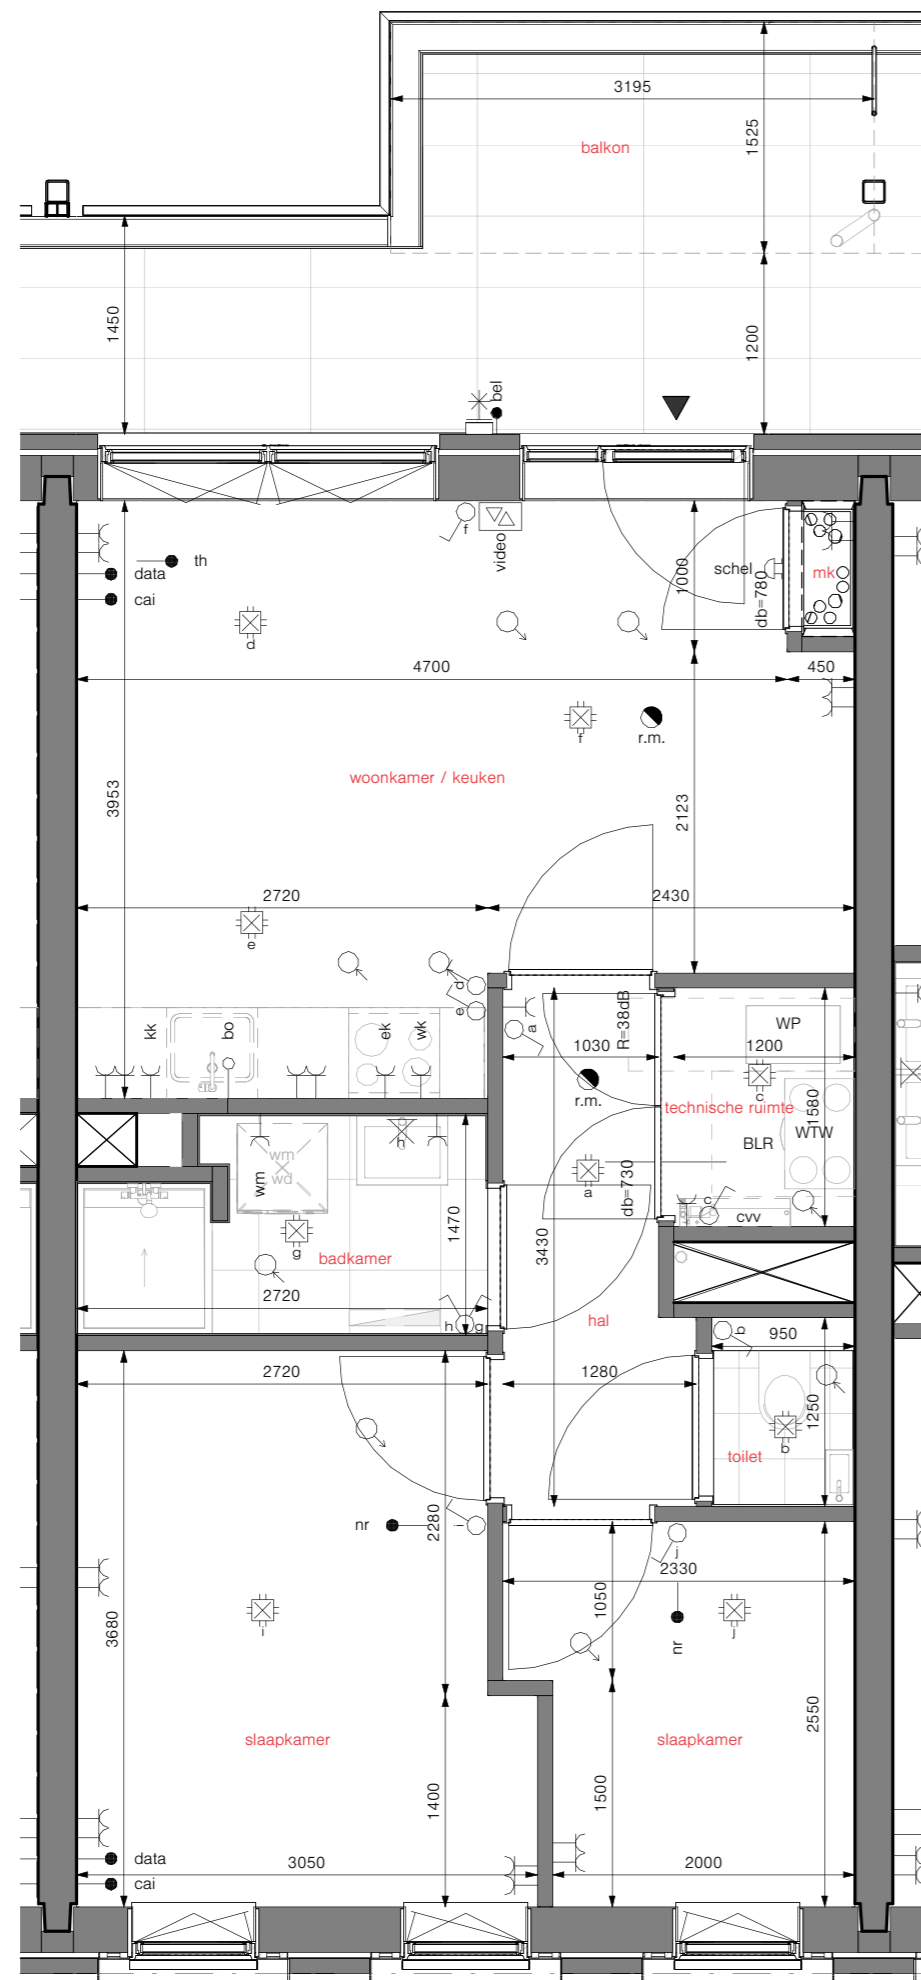 3195
1525
balkon
1450
1200
bel
f
video
th
data
cai
schel
1000
db=780
mk
d
4700
450
f
r.m.
woonkamer / keuken
3953
2123
2720
2430
e
d
e
kk
bo
ek
wk
a
R=38dB
WP
1030
1200
c
r.m.
technische ruimte
1580
BLR
WTW
h
wm
wd
wm
a
db=730
c
cvv
g
1470
badkamer
3430
2720
h
g
hal
b
950
2720
1280
1250
b
toilet
nr
2280
i
j
2330
1050
3680
i
j
nr
2550
slaapkamer
slaapkamer
1400
1500
data
3050
2000
cai